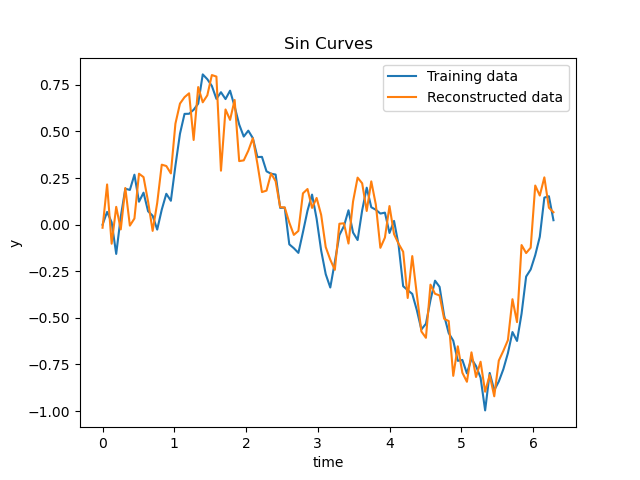 Sin Curves
Training data
Reconstructed data
y
0.75
0.50
0.25
0.00
−0.25
−0.50
−0.75
−1.00
0 1 2 3 4 5 6
time